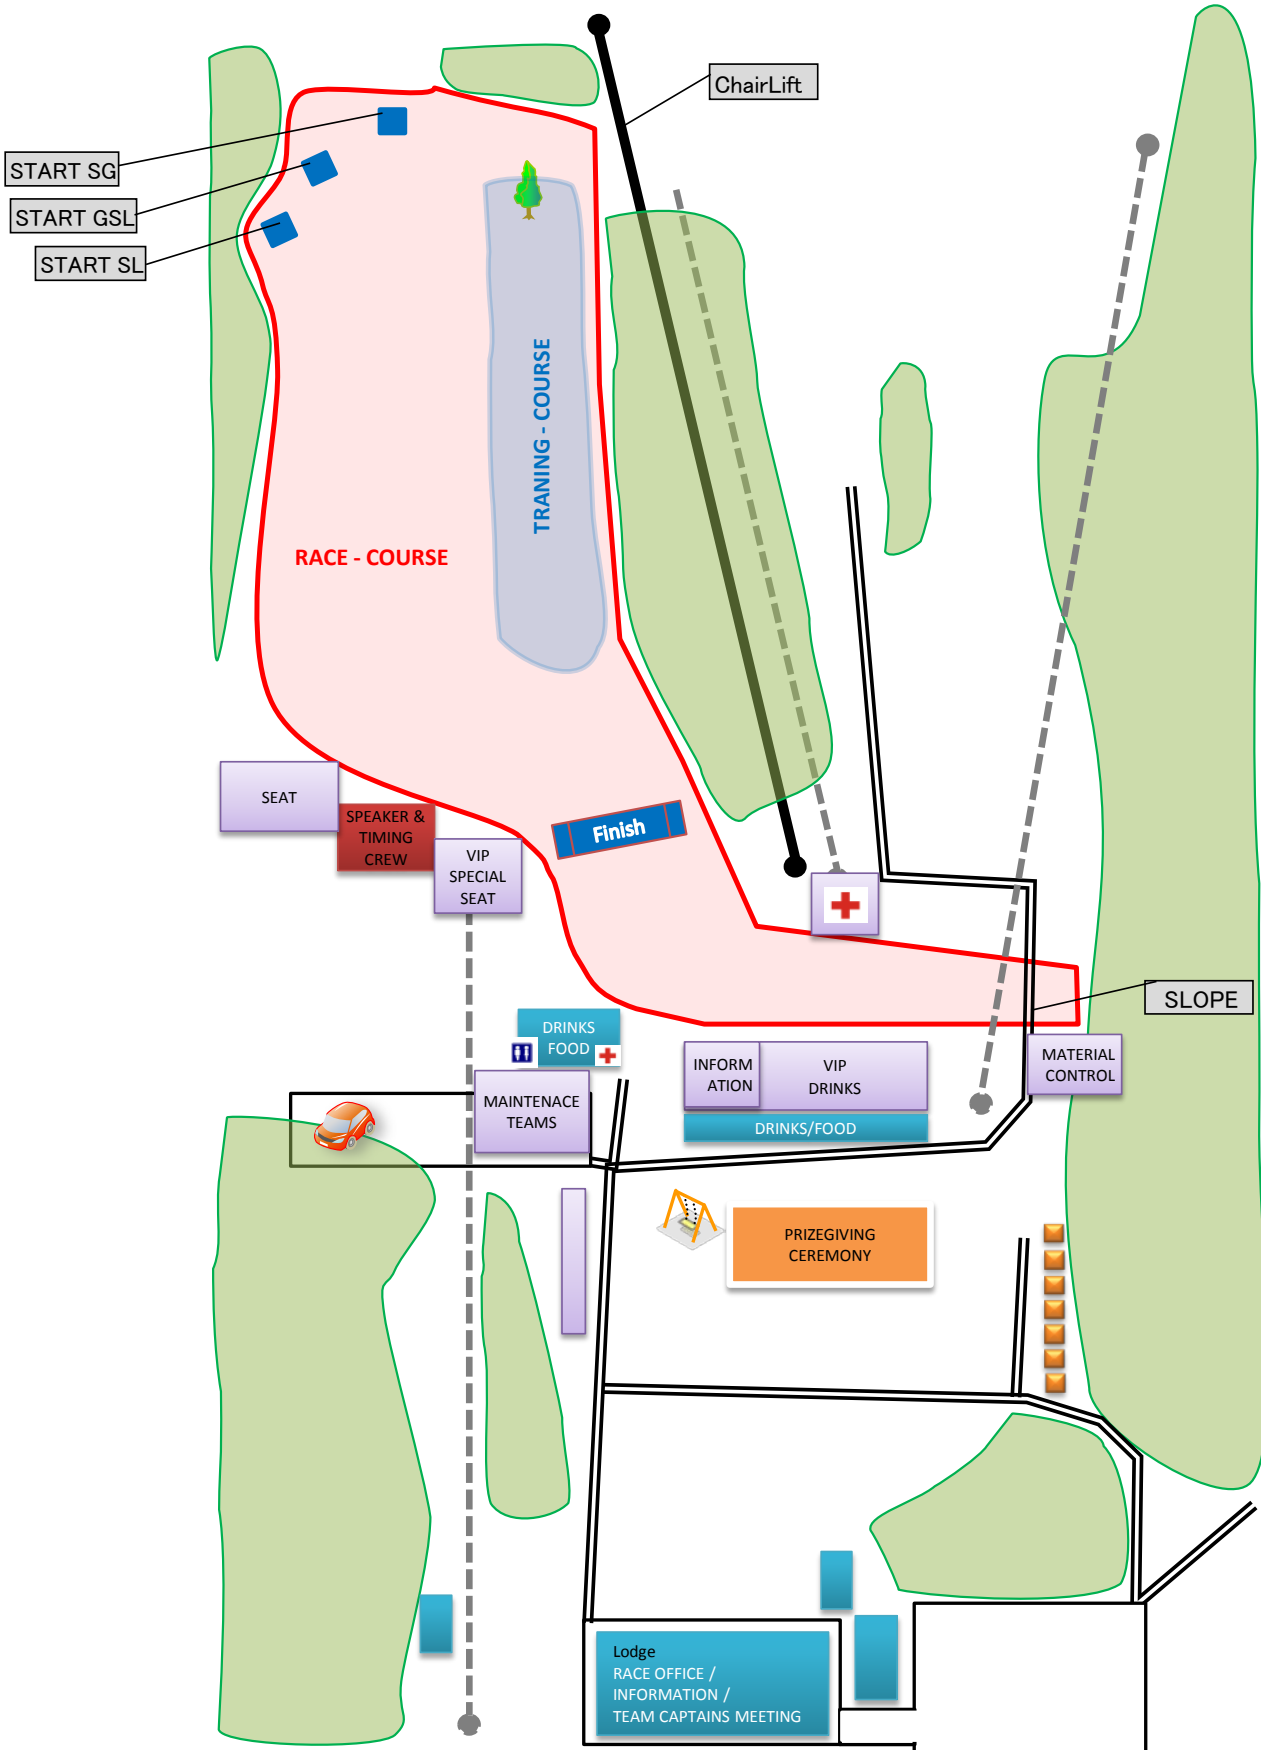 ChairLift
START SG
START GSL
START SL
TRANING - COURSE
RACE - COURSE
SEAT
SPEAKER &
TIMING
CREW
VIP
SPECIAL
SEAT
Finish
SLOPE
DRINKS
FOOD
INFORM
ATION
VIP
DRINKS
MATERIAL
CONTROL
MAINTENACE
TEAMS
DRINKS/FOOD
PRIZEGIVING
CEREMONY
Lodge
RACE OFFICE /
INFORMATION /
TEAM CAPTAINS MEETING